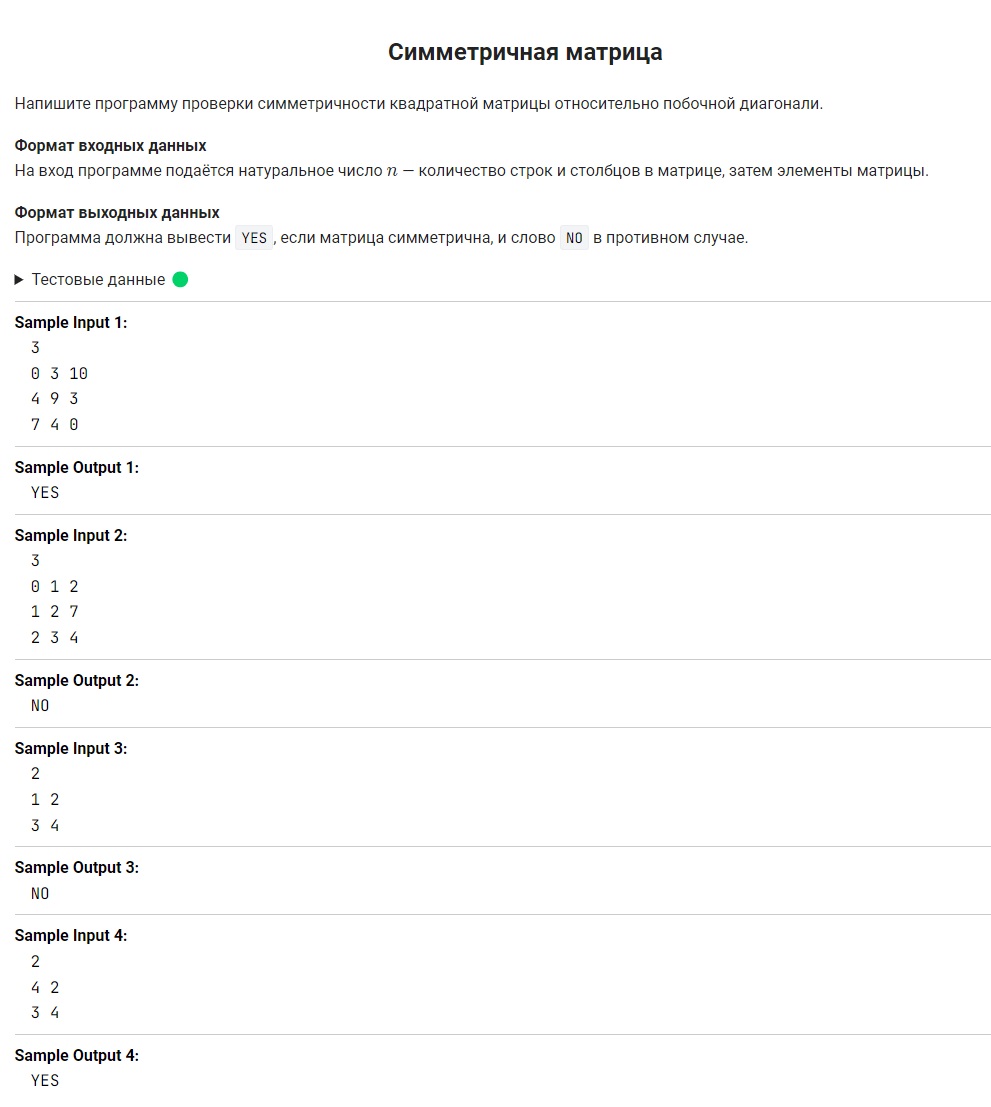 Симметричная матрица
Напишите программу проверки симметричности квадратной матрицы относительно побочной диагонали.
Формат входных данных
На вход программе подаётся натуральное число n — количество строк и столбцов в матрице, затем элементы матрицы.
Формат выходных данных
Программа должна вывести YES, если матрица симметрична, и слово NO в противном случае.
Тестовые данные
Sample Input 1:
3
0 3 10
4 9 3
7 4 0
Sample Output 1:
YES
Sample Input 2:
3
0 1 2
1 2 7
2 3 4
Sample Output 2:
NO
Sample Input 3:
2
1 2
3 4
Sample Output 3:
NO
Sample Input 4:
2
4 2
3 4
Sample Output 4:
YES